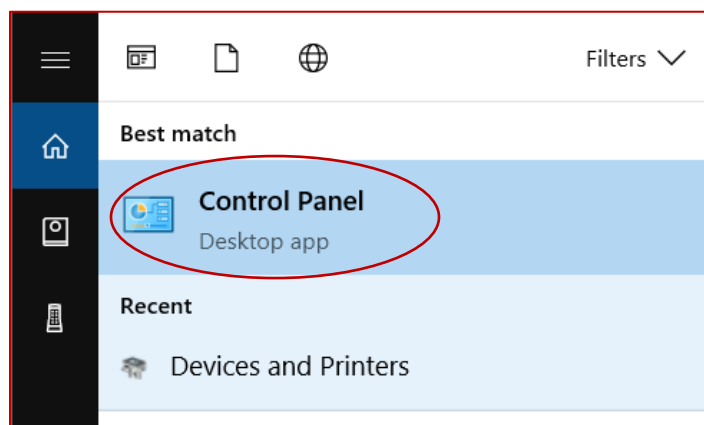 Filters
Best match
Control Panel
Desktop app
Recent
Devices and Printers